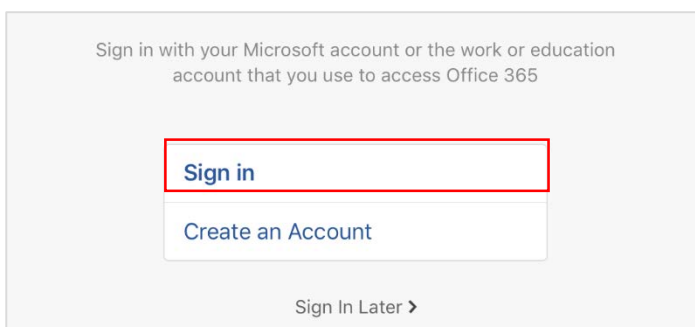 Sign in with your Microsoft account or the work or education
account that you use to access Office 365
Sign in
Create an Account
Sign In Later >